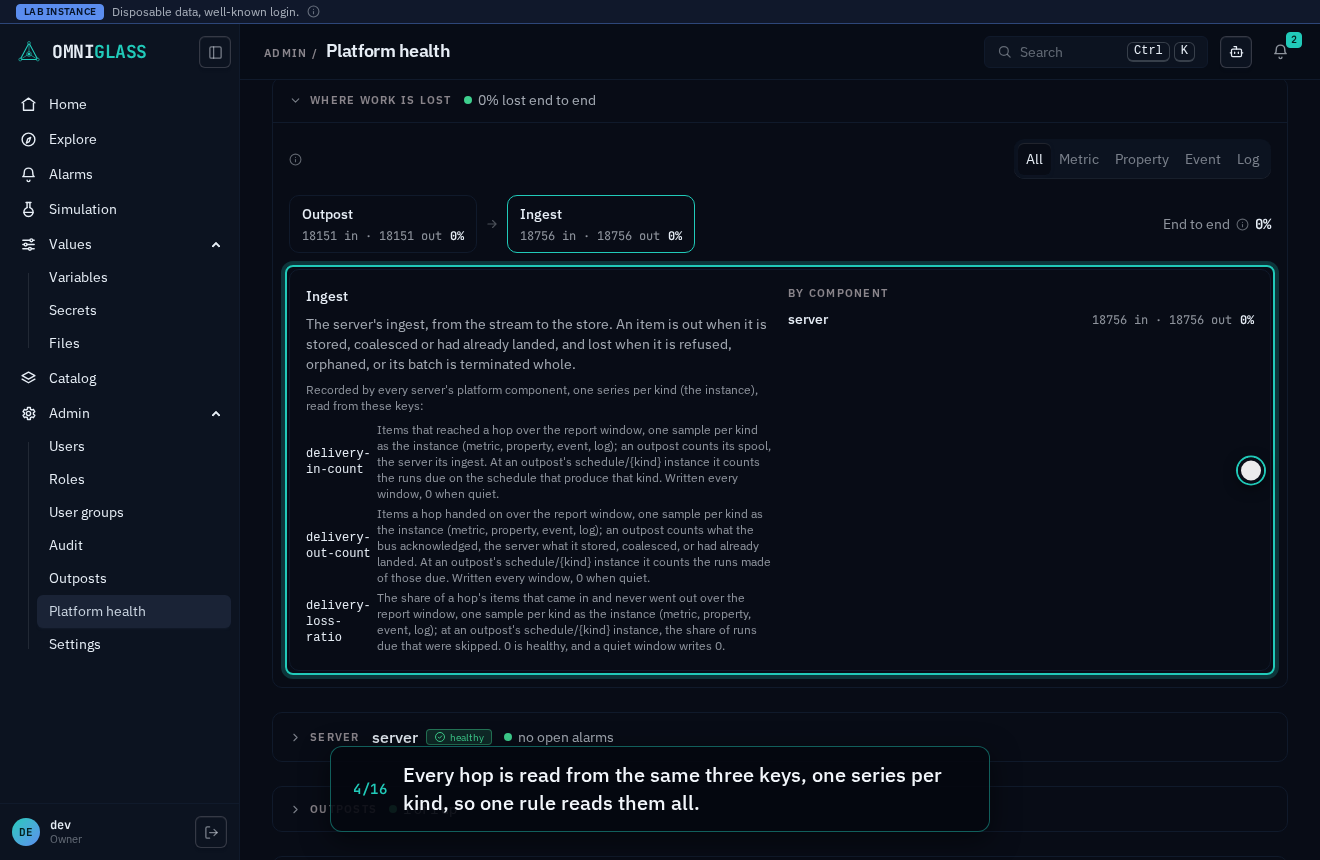 LAB INSTANCE Disposable data, well-known login.
OMNIGLASS
ADMIN / Platform health
Search Ctrl K
2
Home
Explore
Alarms
Simulation
Values
Variables
Secrets
Files
Catalog
Admin
Users
Roles
User groups
Audit
Outposts
Platform health
Settings
DE dev
Owner
WHERE WORK IS LOST 0% lost end to end
All Metric Property Event Log
Outpost
18151 in · 18151 out 0%
Ingest
18756 in · 18756 out 0%
End to end 0%
Ingest
The server's ingest, from the stream to the store. An item is out when it is
stored, coalesced or had already landed, and lost when it is refused,
orphaned, or its batch is terminated whole.
Recorded by every server's platform component, one series per kind (the instance),
read from these keys:
delivery-
in-count
Items that reached a hop over the report window, one sample per kind
as the instance (metric, property, event, log); an outpost counts its spool,
the server its ingest. At an outpost's schedule/{kind} instance it counts
the runs due on the schedule that produce that kind. Written every
window, 0 when quiet.
delivery-
out-count
Items a hop handed on over the report window, one sample per kind as
the instance (metric, property, event, log); an outpost counts what the
bus acknowledged, the server what it stored, coalesced, or had already
landed. At an outpost's schedule/{kind} instance it counts the runs made
of those due. Written every window, 0 when quiet.
delivery-
loss-
ratio
The share of a hop's items that came in and never went out over the
report window, one sample per kind as the instance (metric, property,
event, log); at an outpost's schedule/{kind} instance, the share of runs
due that were skipped. 0 is healthy, and a quiet window writes 0.
BY COMPONENT
server 18756 in · 18756 out 0%
SERVER server healthy no open alarms
OUTPOSTS
4/16
Every hop is read from the same three keys, one series per
kind, so one rule reads them all.